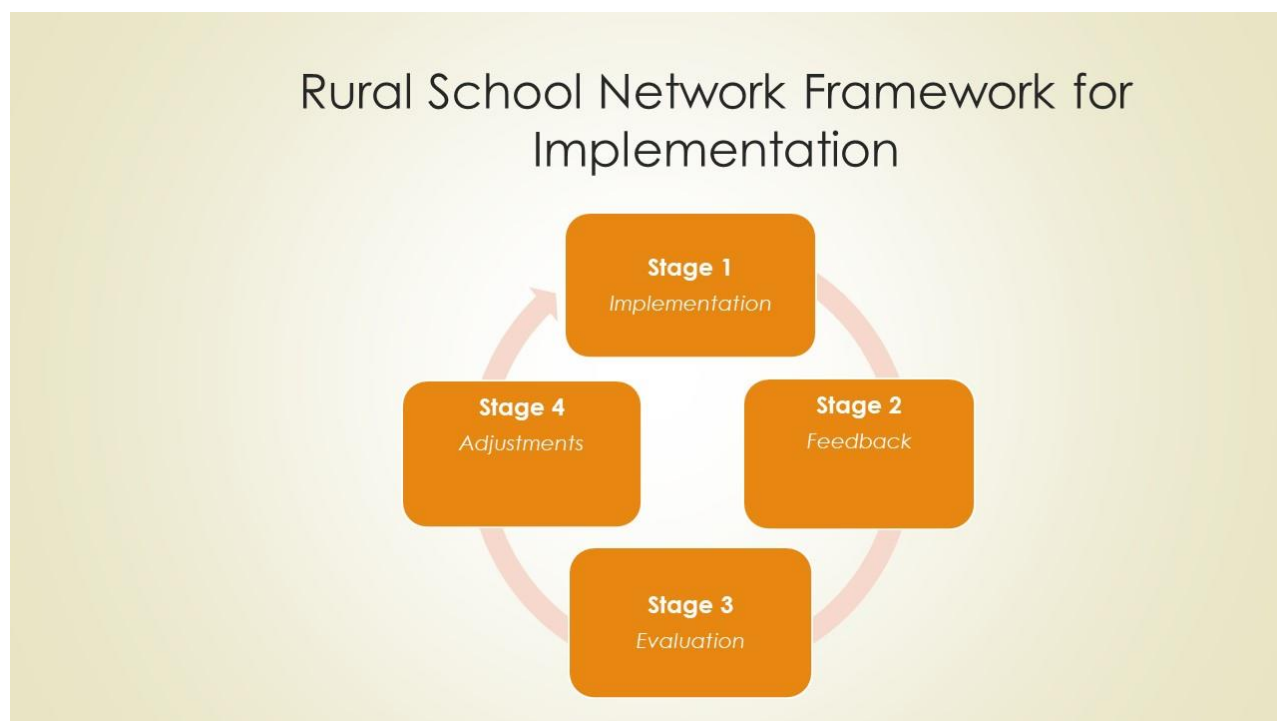 Rural School Network Framework for
Implementation
Stage 1
Implementation
Stage 2
Feedback
Stage 3
Evaluation
Stage 4
Adjustments